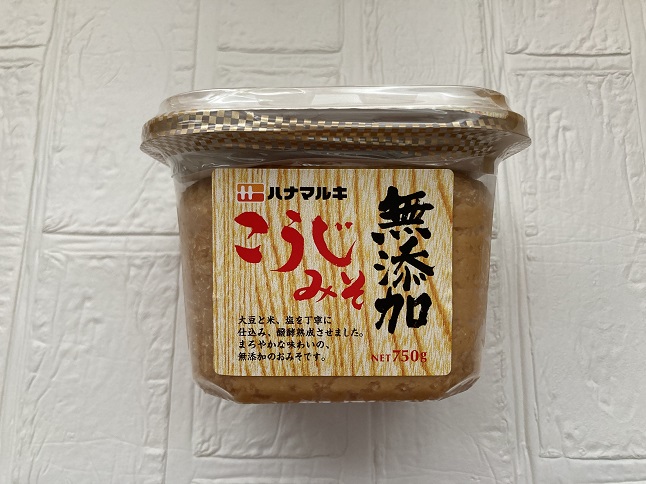 ハナマルキ
無添加
こうじ
みそ
大豆と米、塩を丁寧に
仕込み、醗酵熟成させました。
まろやかな味わいの、
無添加のおみそです。
NET750g